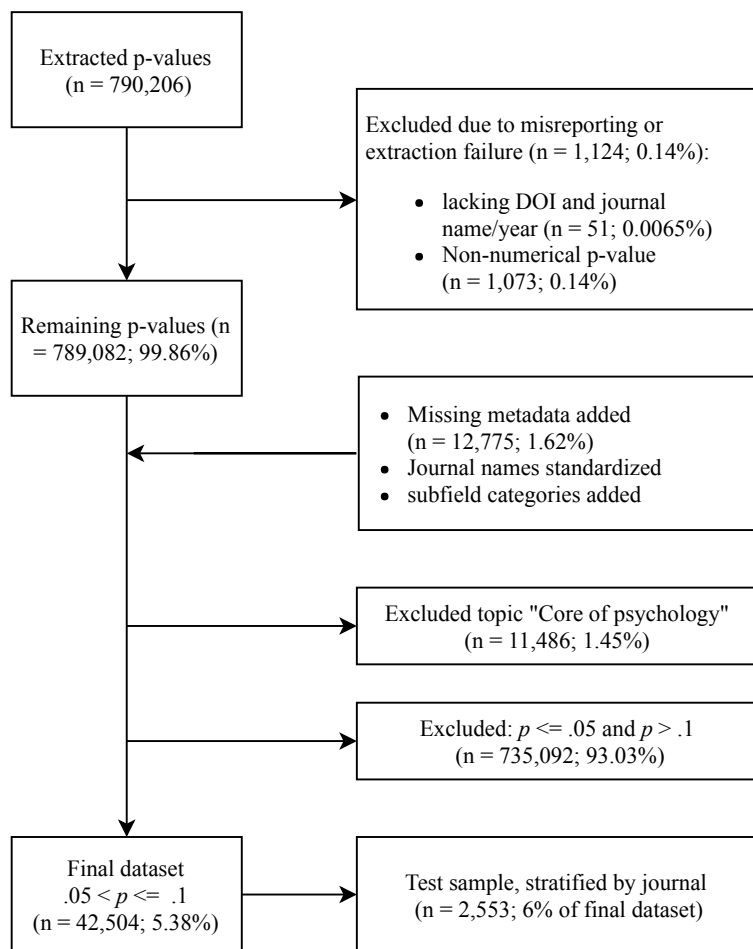 Extracted p-values
(n = 790,206)
Excluded due to misreporting or
extraction failure (n = 1,124; 0.14%):
• lacking DOI and journal
name/year (n = 51; 0.0065%)
• Non-numerical p-value
(n = 1,073; 0.14%)
Remaining p-values (n
= 789,082; 99.86%)
• Missing metadata added
(n = 12,775; 1.62%)
• Journal names standardized
• subfield categories added
Excluded topic "Core of psychology"
(n = 11,486; 1.45%)
Excluded: p <= .05 and p > .1
(n = 735,092; 93.03%)
Final dataset
.05 < p <= .1
(n = 42,504; 5.38%)
Test sample, stratified by journal
(n = 2,553; 6% of final dataset)